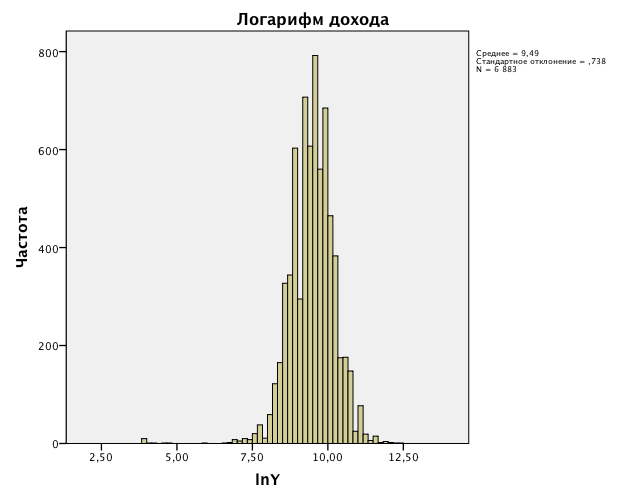 Логарифм дохода
Среднее = 9,49
Стандартное отклонение = ,738
N = 6 883
Частота
800
600
400
200
0
2,50 5,00 7,50 10,00 12,50
lnY